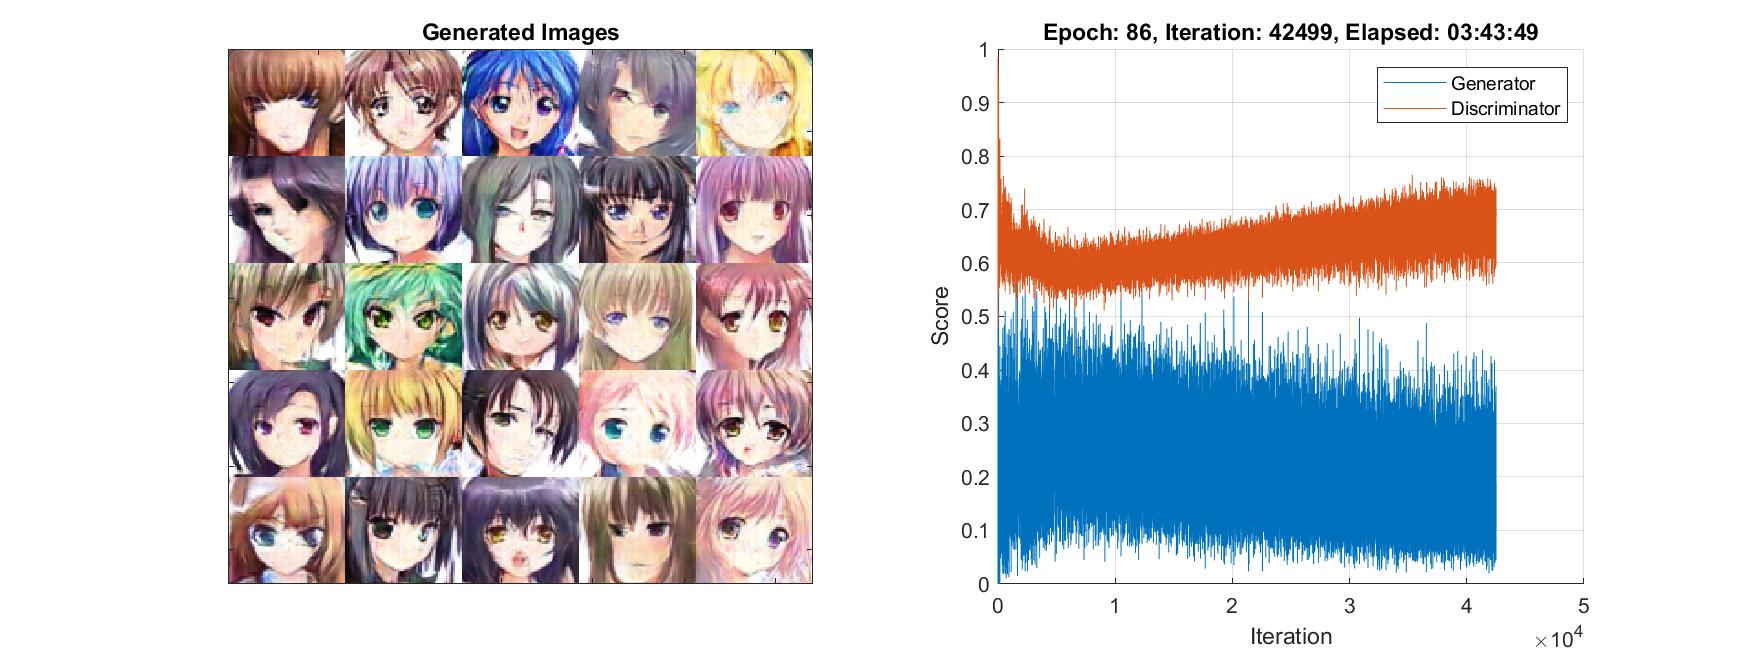 Generated Images
Epoch: 86, Iteration: 42499, Elapsed: 03:43:49
Generator
Discriminator
Score
1
0.9
0.8
0.7
0.6
0.5
0.4
0.3
0.2
0.1
0
0 1 2 3 4 5
Iteration
×10⁴